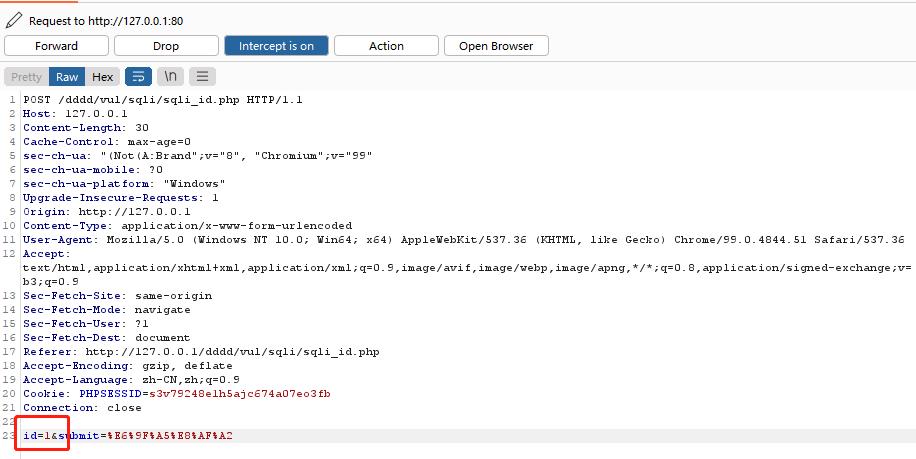 Request to http://127.0.0.1:80
Forward Drop Intercept is on Action Open Browser
Pretty Raw Hex \n
1 POST /dddd/vul/sqli/sqli_id.php HTTP/1.1
2 Host: 127.0.0.1
3 Content-Length: 30
4 Cache-Control: max-age=0
5 sec-ch-ua: "(Not(A:Brand";v="8", "Chromium";v="99"
6 sec-ch-ua-mobile: ?0
7 sec-ch-ua-platform: "Windows"
8 Upgrade-Insecure-Requests: 1
9 Origin: http://127.0.0.1
10 Content-Type: application/x-www-form-urlencoded
11 User-Agent: Mozilla/5.0 (Windows NT 10.0; Win64; x64) AppleWebKit/537.36 (KHTML, like Gecko) Chrome/99.0.4844.51 Safari/537.36
12 Accept:
text/html,application/xhtml+xml,application/xml;q=0.9,image/avif,image/webp,image/apng,*/*;q=0.8,application/signed-exchange;v=
b3;q=0.9
13 Sec-Fetch-Site: same-origin
14 Sec-Fetch-Mode: navigate
15 Sec-Fetch-User: ?1
16 Sec-Fetch-Dest: document
17 Referer: http://127.0.0.1/dddd/vul/sqli/sqli_id.php
18 Accept-Encoding: gzip, deflate
19 Accept-Language: zh-CN,zh;q=0.9
20 Cookie: PHPSESSID=s3v79248elh5ajc674a07eo3fb
21 Connection: close
22
23 id=1&submit=%E6%9F%A5%E8%AF%A2